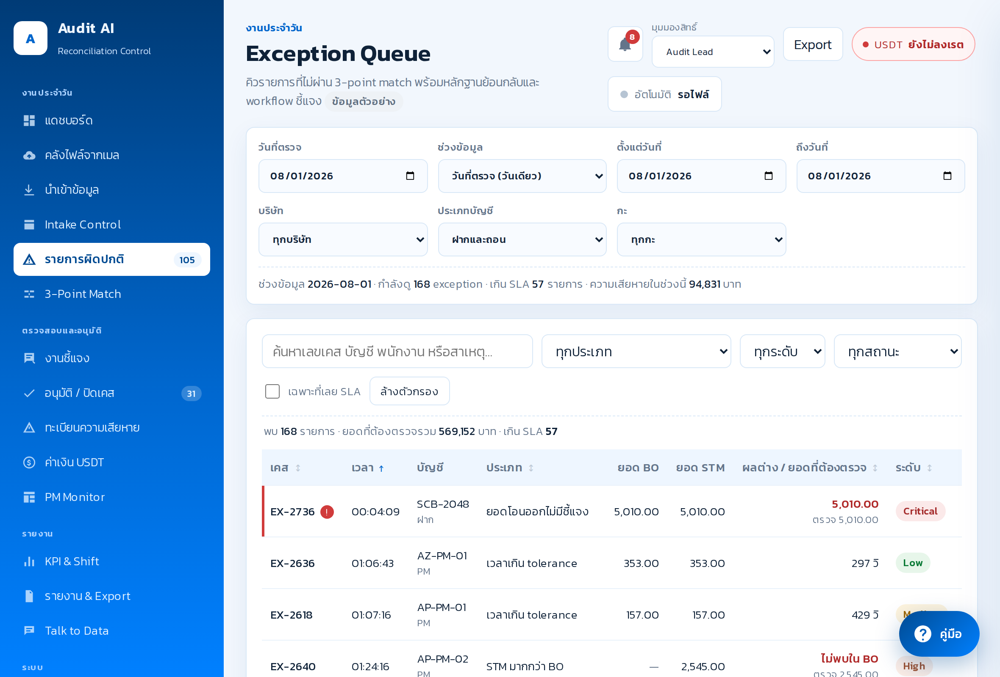 A
Audit AI
Reconciliation Control
งานประจำวัน
แดชบอร์ด
คลังไฟล์จากเมล
นำเข้าข้อมูล
Intake Control
รายการผิดปกติ 105
3-Point Match
ตรวจสอบและอนุมัติ
งานชี้แจง
อนุมัติ / ปิดเคส 31
ทะเบียนความเสียหาย
ค่าเงิน USDT
PM Monitor
รายงาน
KPI & Shift
รายงาน & Export
Talk to Data
ระบบ
งานประจำวัน
Exception Queue
คิวรายการที่ไม่ผ่าน 3-point match พร้อมหลักฐานย้อนกลับและ
workflow ชี้แจง ข้อมูลตัวอย่าง
8
มุมมองสิทธิ์
Audit Lead
Export
USDT ยังไม่ลงเรต
อัตโนมัติ รอไฟล์
วันที่ตรวจ ช่วงข้อมูล ตั้งแต่วันที่ ถึงวันที่
08/01/2026 วันที่ตรวจ (วันเดียว) 08/01/2026 08/01/2026
บริษัท ประเภทบัญชี กะ
ทุกบริษัท ฝากและถอน ทุกกะ
ช่วงข้อมูล 2026-08-01 · กำลังดู 168 exception · เกิน SLA 57 รายการ · ความเสียหายในช่วงนี้ 94,831 บาท
ค้นหาเลขเคส บัญชี พนักงาน หรือสาเหตุ... ทุกประเภท ทุกระดับ ทุกสถานะ
เฉพาะที่เลย SLA ล้างตัวกรอง
พบ 168 รายการ · ยอดที่ต้องตรวจรวม 569,152 บาท · เกิน SLA 57
เคส ↕ เวลา ↑ บัญชี ประเภท ↕ ยอด BO ยอด STM ผลต่าง / ยอดที่ต้องตรวจ ↕ ระดับ ↕
EX-2736 ! 00:04:09 SCB-2048 ยอดโอนออกไม่มีชี้แจง 5,010.00 5,010.00 5,010.00 Critical
ฝาก ตรวจ 5,010.00
EX-2636 01:06:43 AZ-PM-01 เวลาเกิน tolerance 353.00 353.00 297 วิ Low
PM
EX-2618 01:07:16 AP-PM-01 เวลาเกิน tolerance 157.00 157.00 429 วิ
PM
EX-2640 01:24:16 AP-PM-02 STM มากกว่า BO — 2,545.00 ไม่พบใน BO High
PM ตรวจ 2,545.00
? คู่มือ